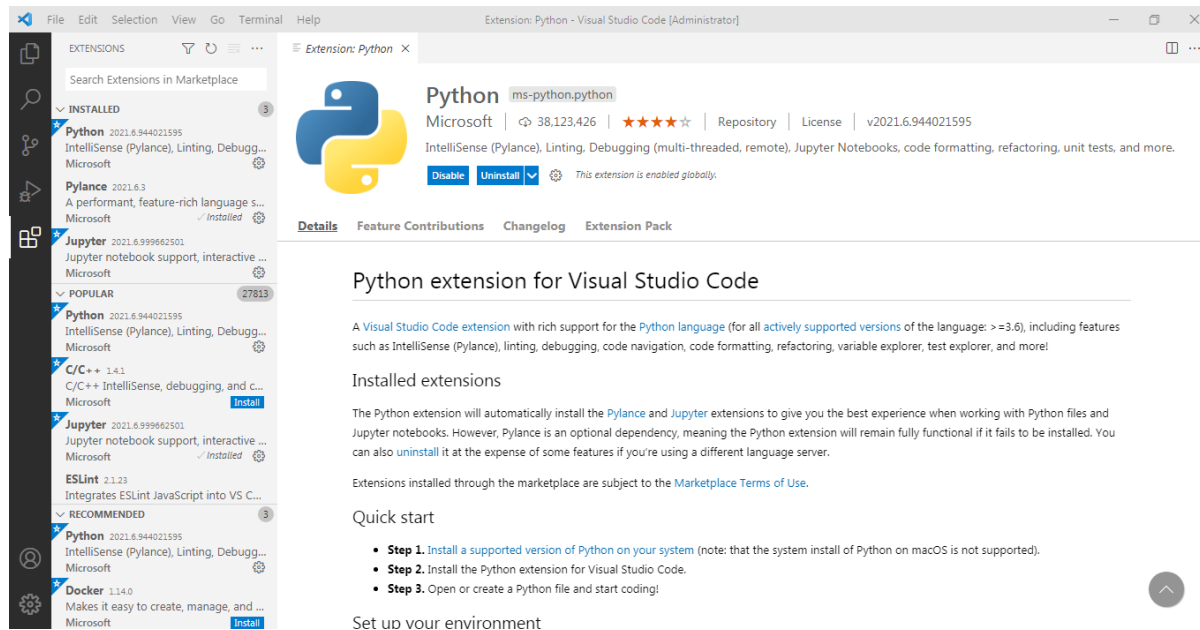 File Edit Selection View Go Terminal Help
Extension: Python - Visual Studio Code [Administrator]
EXTENSIONS
Search Extensions in Marketplace
INSTALLED 3
Python 2021.6.944021595
IntelliSense (Pylance), Linting, Debugg...
Microsoft
Pylance 2021.6.3
A performant, feature-rich language s...
Microsoft Installed
Jupyter 2021.6.999662501
Jupyter notebook support, interactive ...
Microsoft
POPULAR 27813
Python 2021.6.944021595
IntelliSense (Pylance), Linting, Debugg...
Microsoft
C/C++ 1.4.1
C/C++ IntelliSense, debugging, and c...
Microsoft Install
Jupyter 2021.6.999662501
Jupyter notebook support, interactive ...
Microsoft Installed
ESLint 2.1.23
Integrates ESLint JavaScript into VS C...
RECOMMENDED 3
Python 2021.6.944021595
IntelliSense (Pylance), Linting, Debugg...
Microsoft
Docker 1.14.0
Makes it easy to create, manage, and ...
Microsoft Install
Extension: Python
Python ms-python.python
Microsoft 38,123,426 Repository License v2021.6.944021595
IntelliSense (Pylance), Linting, Debugging (multi-threaded, remote), Jupyter Notebooks, code formatting, refactoring, unit tests, and more.
Disable Uninstall This extension is enabled globally.
Details Feature Contributions Changelog Extension Pack
Python extension for Visual Studio Code
A Visual Studio Code extension with rich support for the Python language (for all actively supported versions of the language: >=3.6), including features
such as IntelliSense (Pylance), linting, debugging, code navigation, code formatting, refactoring, variable explorer, test explorer, and more!
Installed extensions
The Python extension will automatically install the Pylance and Jupyter extensions to give you the best experience when working with Python files and
Jupyter notebooks. However, Pylance is an optional dependency, meaning the Python extension will remain fully functional if it fails to be installed. You
can also uninstall it at the expense of some features if you're using a different language server.
Extensions installed through the marketplace are subject to the Marketplace Terms of Use.
Quick start
• Step 1. Install a supported version of Python on your system (note: that the system install of Python on macOS is not supported).
• Step 2. Install the Python extension for Visual Studio Code.
• Step 3. Open or create a Python file and start coding!
Set up your environment